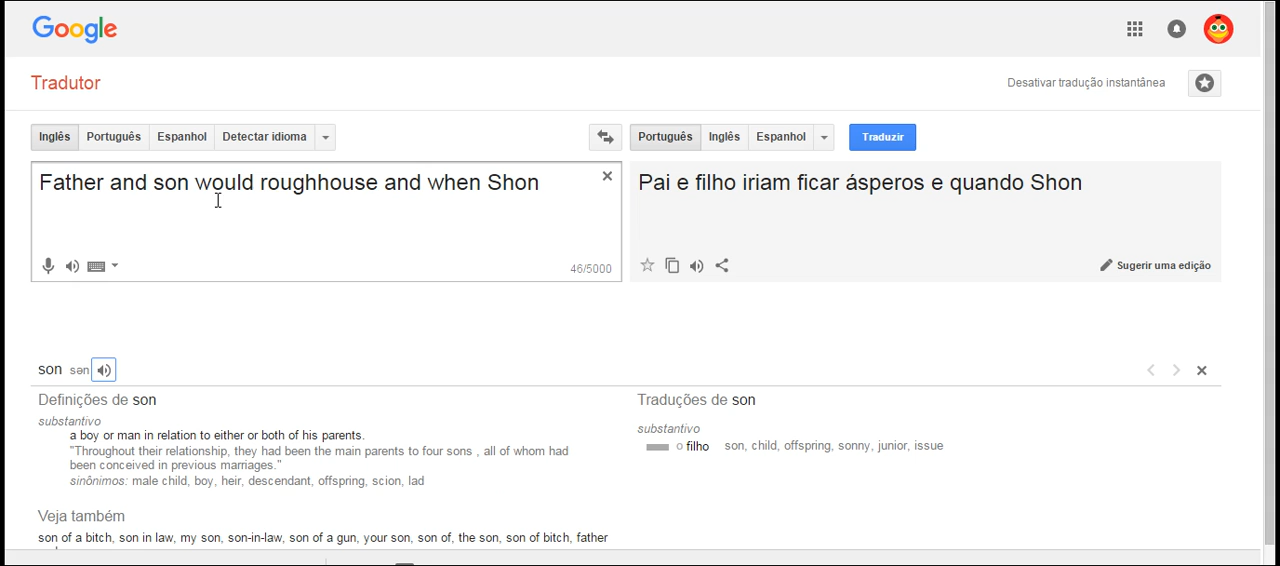 Google
Tradutor
Desativar tradução instantânea
Inglês Português Espanhol Detectar idioma
Português Inglês Espanhol Traduzir
Father and son would roughhouse and when Shon
Pai e filho iriam ficar ásperos e quando Shon
46/5000
Sugerir uma edição
son sən
Definições de son
substantivo
a boy or man in relation to either or both of his parents.
"Throughout their relationship, they had been the main parents to four sons , all of whom had
been conceived in previous marriages."
sinônimos: male child, boy, heir, descendant, offspring, scion, lad
Traduções de son
substantivo
o filho son, child, offspring, sonny, junior, issue
Veja também
son of a bitch, son in law, my son, son-in-law, son of a gun, your son, son of, the son, son of bitch, father